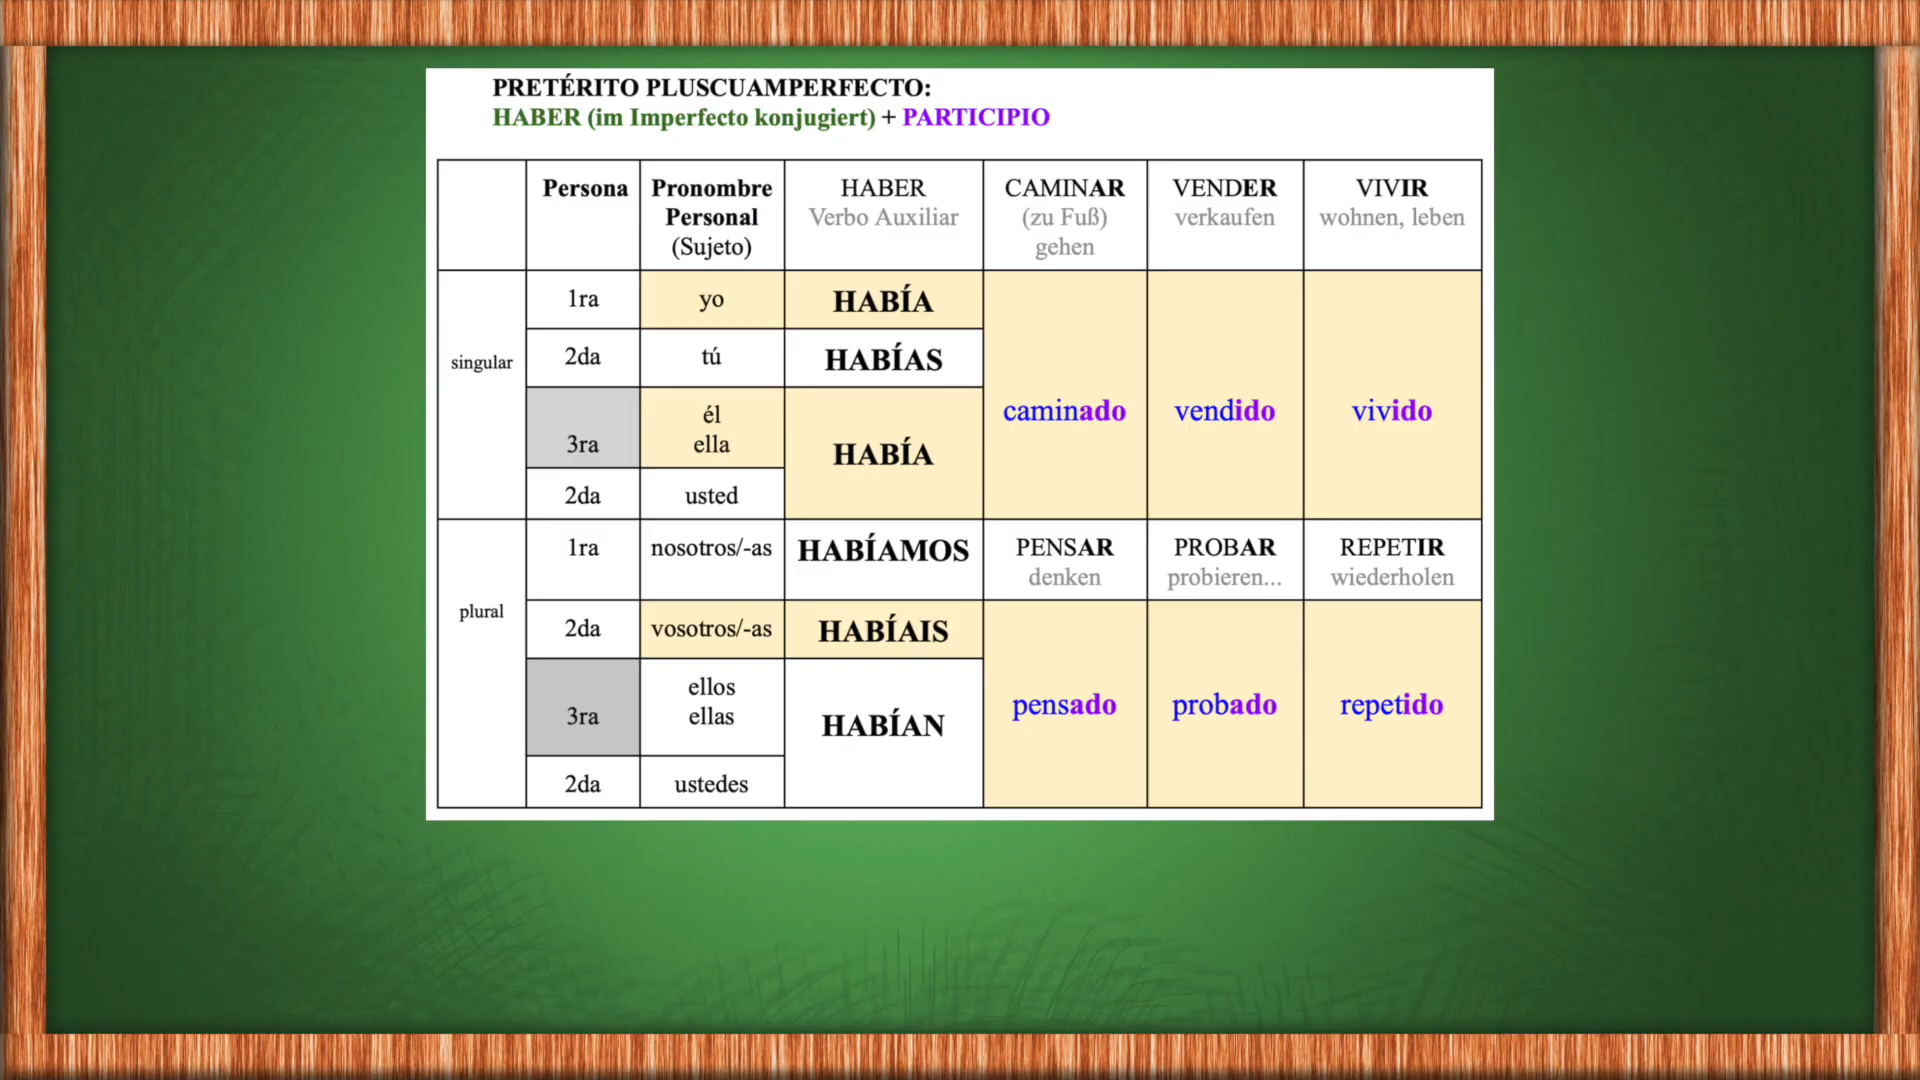 PRETÉRITO PLUSCUAMPERFECTO:
HABER (im Imperfecto konjugiert) + PARTICIPIO
Persona
Pronombre
Personal
(Sujeto)
HABER
Verbo Auxiliar
CAMINAR
(zu Fuß)
gehen
VENDER
verkaufen
VIVIR
wohnen, leben
singular
1ra
yo
HABÍA
2da
tú
HABÍAS
3ra
él
ella
HABÍA
2da
usted
caminado
vendido
vivido
plural
1ra
nosotros/-as
HABÍAMOS
PENSAR
denken
PROBAR
probieren...
REPETIR
wiederholen
2da
vosotros/-as
HABÍAIS
3ra
ellos
ellas
HABÍAN
2da
ustedes
pensado
probado
repetido